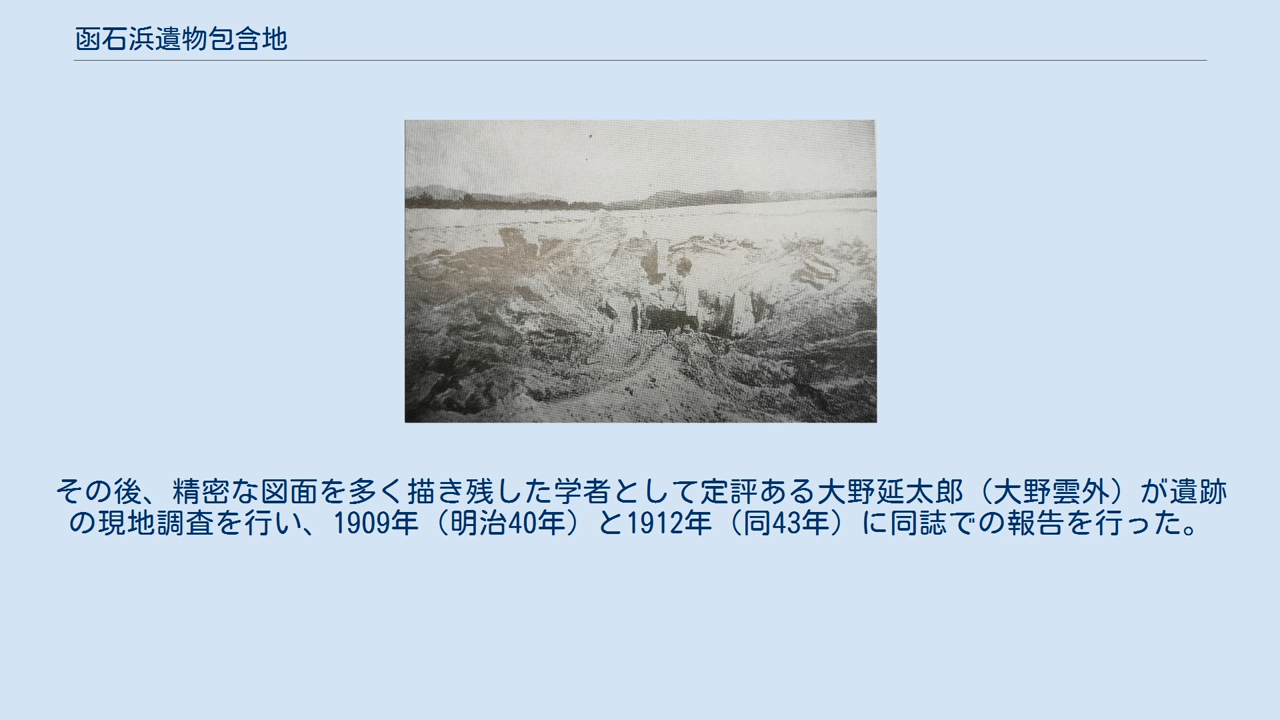 函石浜遺物包含地
その後、精密な図面を多く描き残した学者として定評ある大野延太郎（大野雲外）が遺跡
の現地調査を行い、1909年（明治40年）と1912年（同43年）に同誌での報告を行った。